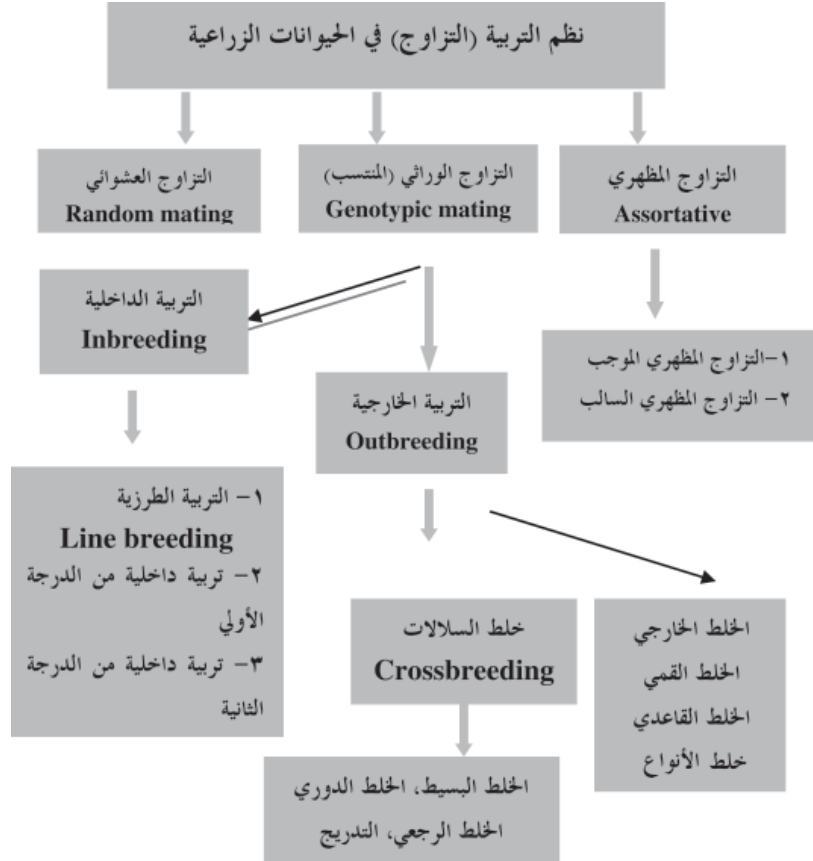 نظم التربية (التزاوج) في الحيوانات الزراعية
التزاوج المظهري
Assortative
التزاوج الوراثي (المنتسب)
Genotypic mating
التزاوج العشوائي
Random mating
التربية الداخلية
Inbreeding
١-التزاوج المظهري الموجب
٢- التزاوج المظهري السالب
التربية الخارجية
Outbreeding
١- التربية الطرزية
Line breeding
٢- تربية داخلية من الدرجة
الأولي
٣- تربية داخلية من الدرجة
الثانية
خلط السلالات
Crossbreeding
الخلط الخارجي
الخلط القمي
الخلط القاعدي
خلط الأنواع
الخلط البسيط، الخلط الدوري
الخلط الرجعي، التدريج